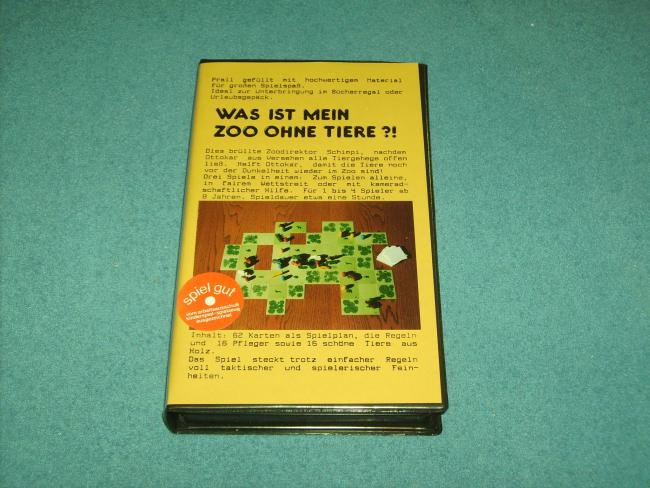 Prall gefüllt mit hochwertigem Material
für großen Spielspaß.
Ideal zur Unterbringung im Bücherregal oder
Urlaubsgepäck.
WAS IST MEIN
ZOO OHNE TIERE ?!
Dies brüllte Zoodirektor Schimpi, nachdem
Ottokar aus Versehen alle Tiergehege offen
ließ. Helft Ottokar, damit die Tiere noch
vor der Dunkelheit wieder im Zoo sind!
Drei Spiele in einem: Zum Spielen alleine,
in fairem Wettstreit oder mit kamerad-
schaftlicher Hilfe. Für 1 bis 4 Spieler ab
8 Jahren. Spieldauer etwa eine Stunde.
spiel gut
vom arbeitsausschuß
kinderspiel+spielzeug
ausgezeichnet
Inhalt: 62 Karten als Spielplan, die Regeln
und 16 Pfleger sowie 16 schöne Tiere aus
Holz.
Das Spiel steckt trotz einfacher Regeln
voll taktischer und spielerischer Fein-
heiten.